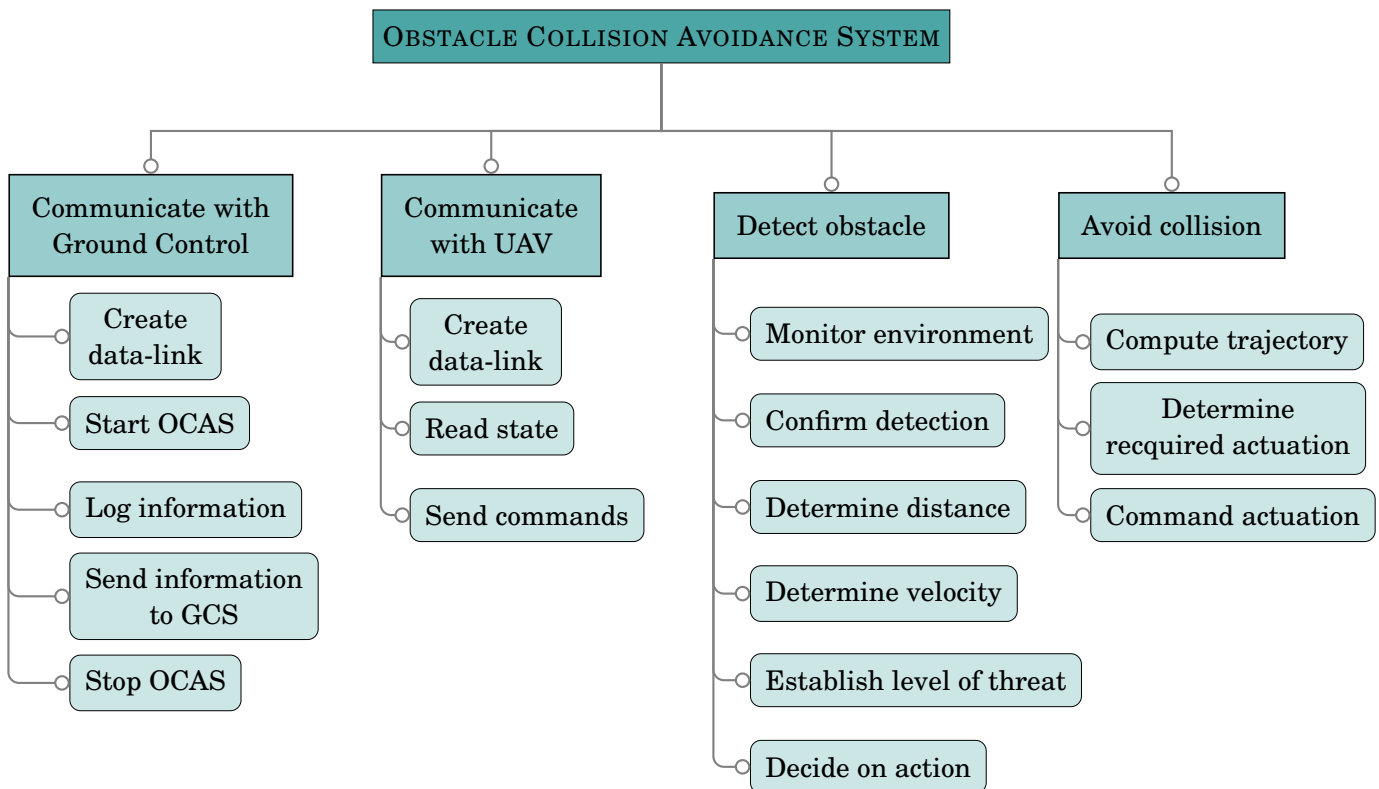 OBSTACLE COLLISION AVOIDANCE SYSTEM
Communicate with
Ground Control
Create
data-link
Start OCAS
Log information
Send information
to GCS
Stop OCAS
Communicate
with UAV
Create
data-link
Read state
Send commands
Detect obstacle
Monitor environment
Confirm detection
Determine distance
Determine velocity
Establish level of threat
Decide on action
Avoid collision
Compute trajectory
Determine
recquired actuation
Command actuation